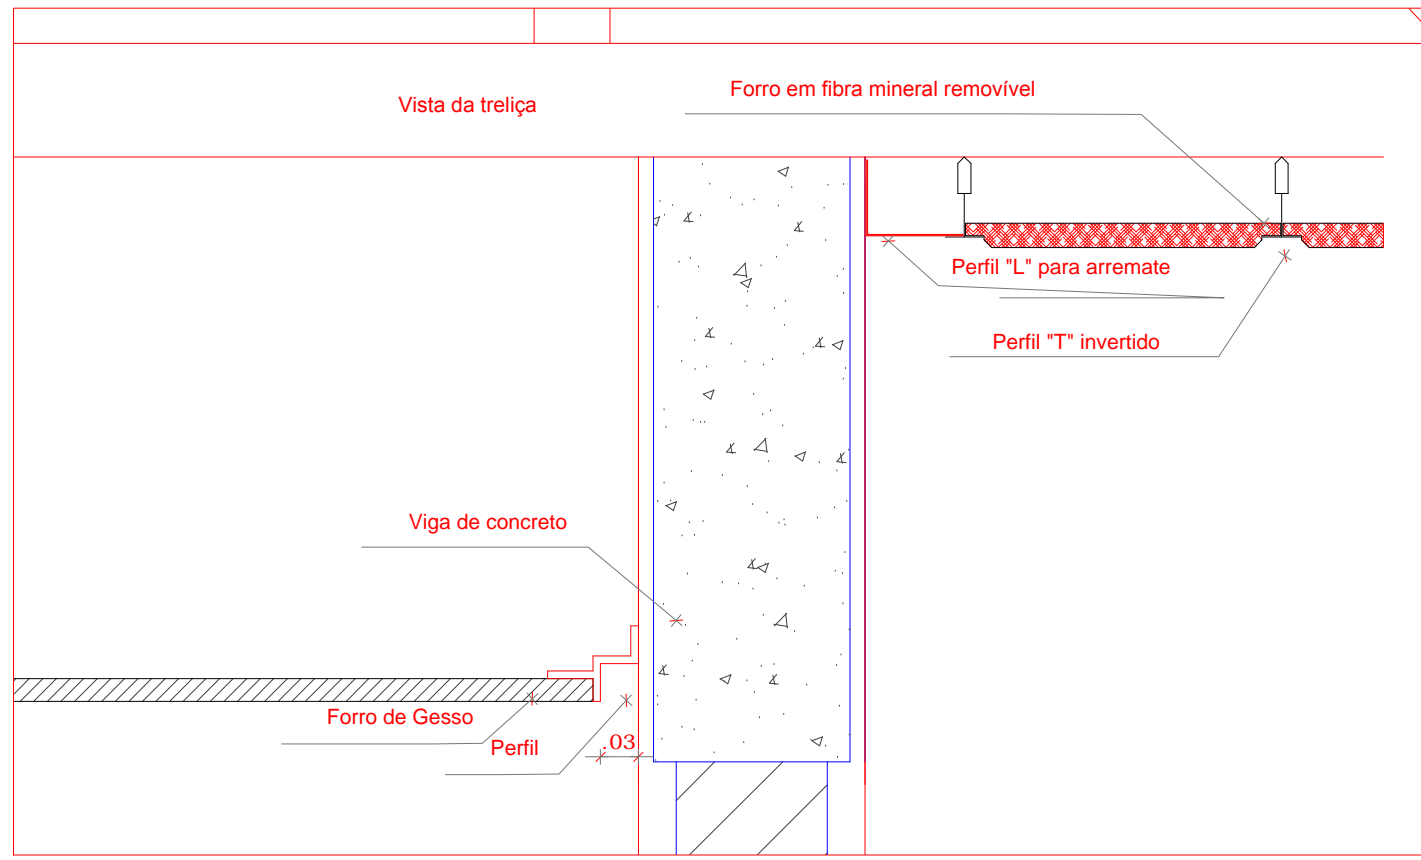 Forro em fibra mineral removível
Vista da treliça
Perfil "L" para arremate
Perfil "T" invertido
Viga de concreto
Forro de Gesso
Perfil
.03